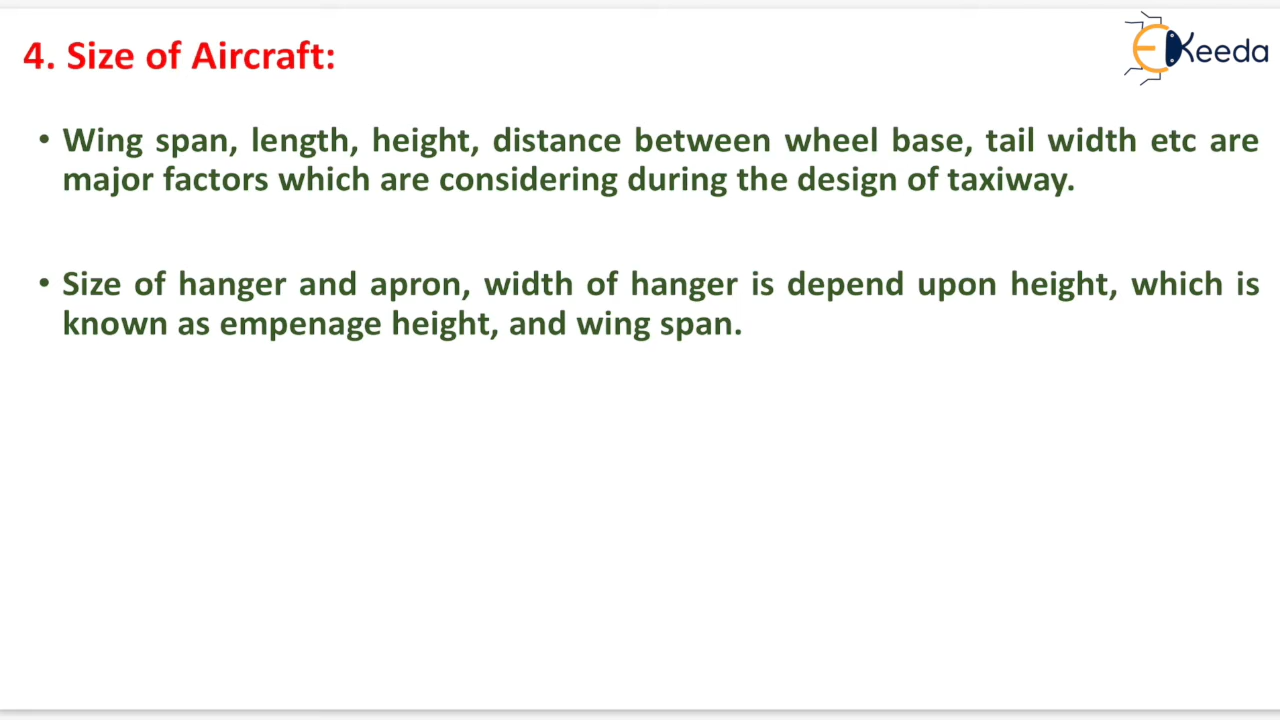 4. Size of Aircraft:
EKeeda
• Wing span, length, height, distance between wheel base, tail width etc are
major factors which are considering during the design of taxiway.
• Size of hanger and apron, width of hanger is depend upon height, which is
known as empenage height, and wing span.